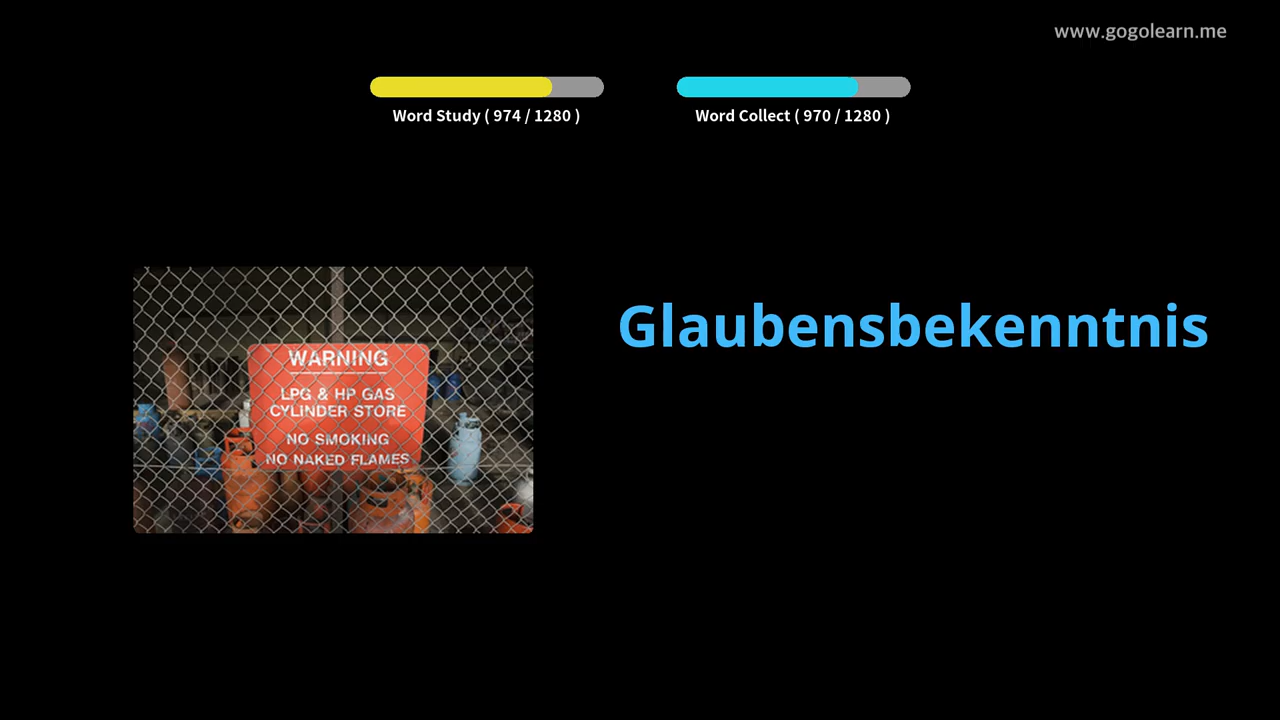 www.gogolearn.me
Word Study ( 974 / 1280 )
Word Collect ( 970 / 1280 )
Glaubensbekenntnis
WARNING
LPG & HP GAS
CYLINDER STORE
NO SMOKING
NO NAKED FLAMES